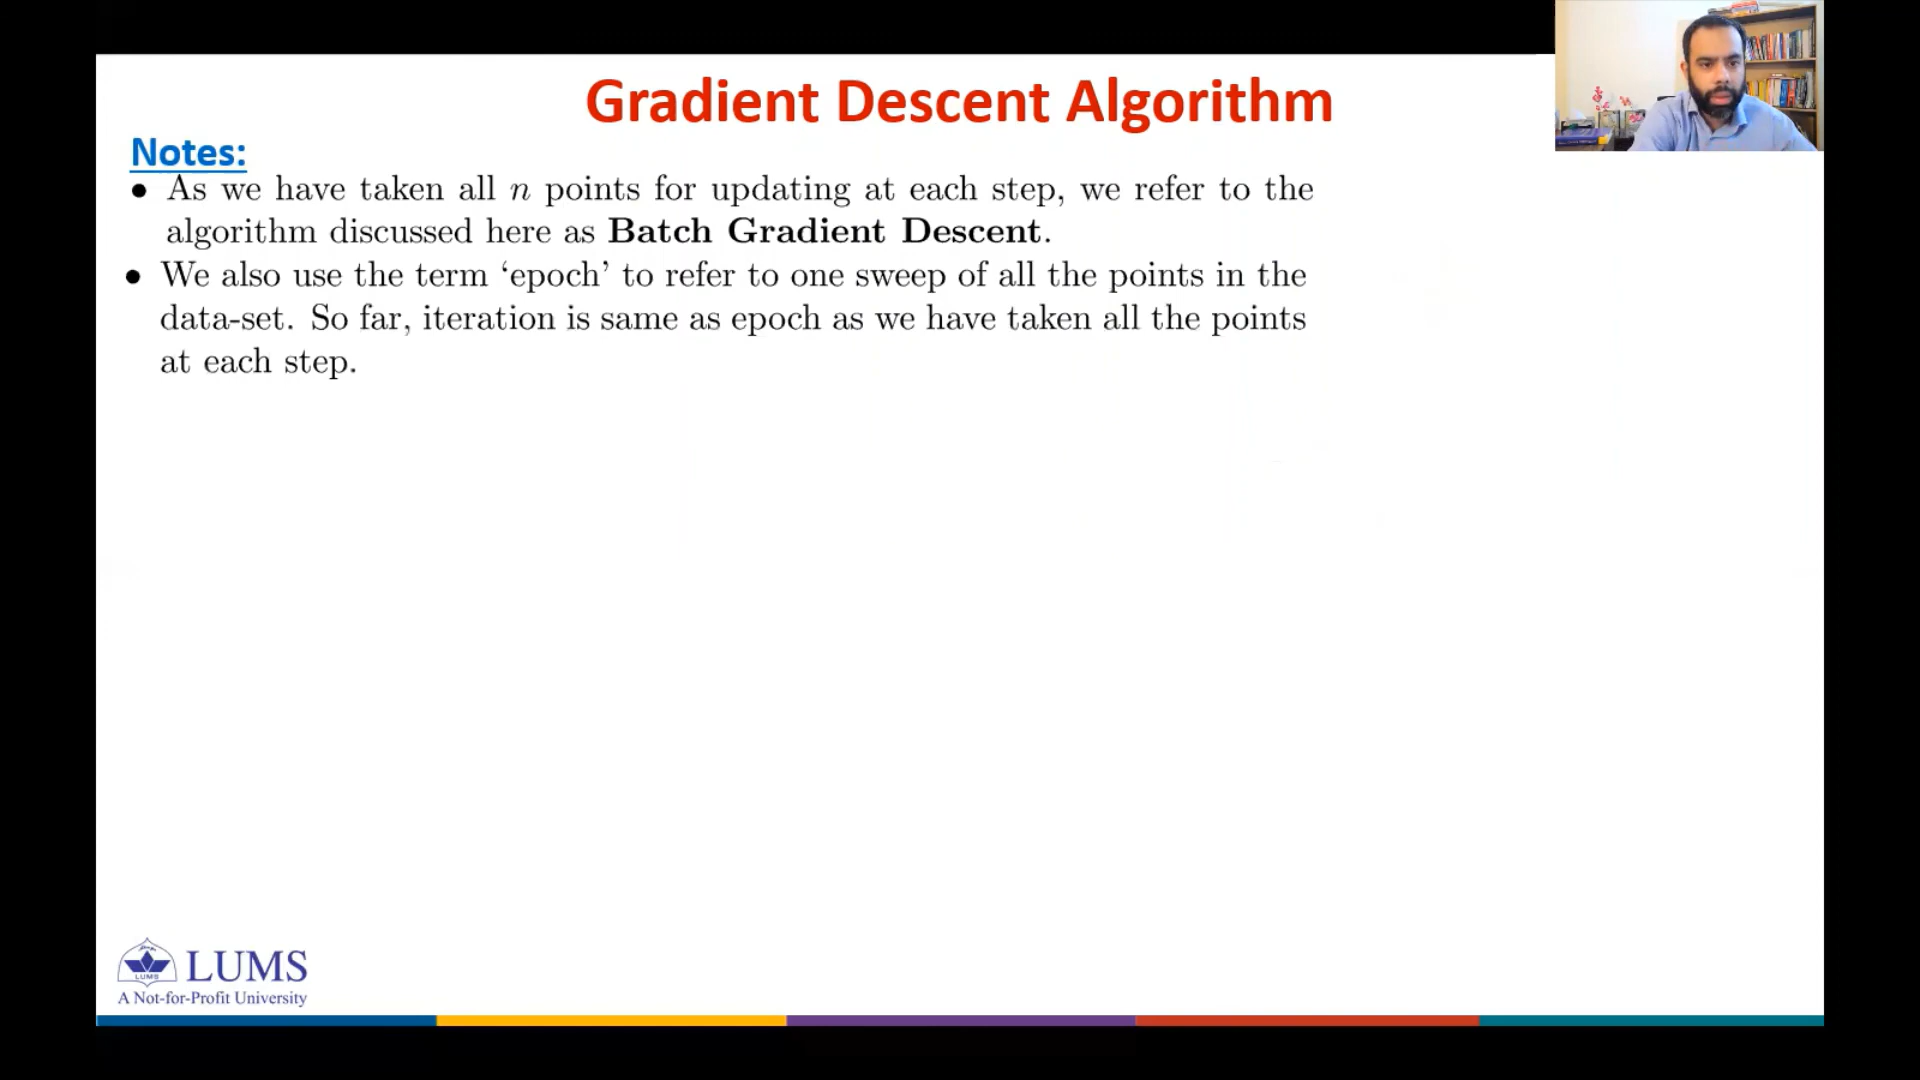 Gradient Descent Algorithm
Notes:
• As we have taken all n points for updating at each step, we refer to the
algorithm discussed here as Batch Gradient Descent.
• We also use the term ‘epoch’ to refer to one sweep of all the points in the
data-set. So far, iteration is same as epoch as we have taken all the points
at each step.
LUMS
LUMS
A Not-for-Profit University